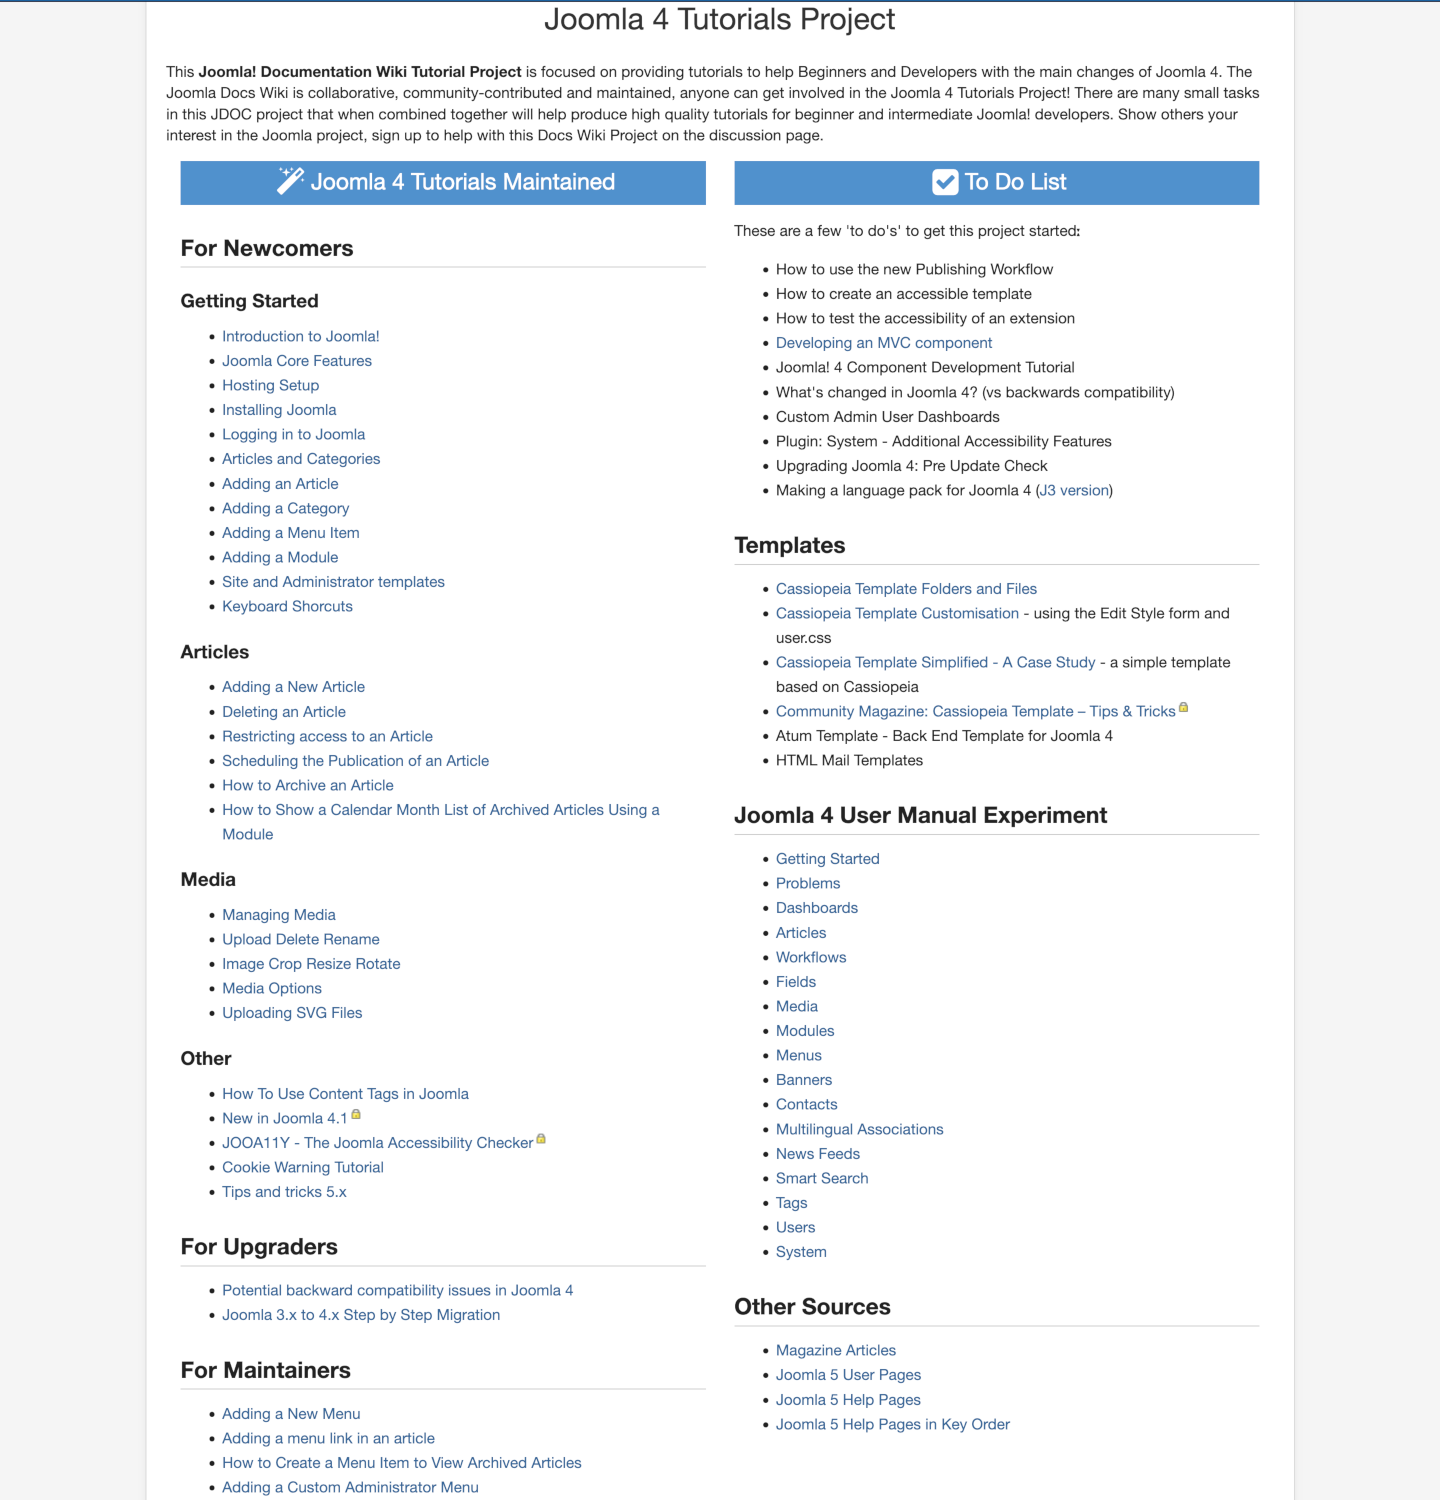 Joomla 4 Tutorials Project
This Joomla! Documentation Wiki Tutorial Project is focused on providing tutorials to help Beginners and Developers with the main changes of Joomla 4. The
Joomla Docs Wiki is collaborative, community-contributed and maintained, anyone can get involved in the Joomla 4 Tutorials Project! There are many small tasks
in this JDOC project that when combined together will help produce high quality tutorials for beginner and intermediate Joomla! developers. Show others your
interest in the Joomla project, sign up to help with this Docs Wiki Project on the discussion page.
Joomla 4 Tutorials Maintained
For Newcomers
Getting Started
Introduction to Joomla!
Joomla Core Features
Hosting Setup
Installing Joomla
Logging in to Joomla
Articles and Categories
Adding an Article
Adding a Category
Adding a Menu Item
Adding a Module
Site and Administrator templates
Keyboard Shorcuts
Articles
Adding a New Article
Deleting an Article
Restricting access to an Article
Scheduling the Publication of an Article
How to Archive an Article
How to Show a Calendar Month List of Archived Articles Using a
Module
Media
Managing Media
Upload Delete Rename
Image Crop Resize Rotate
Media Options
Uploading SVG Files
Other
How To Use Content Tags in Joomla
New in Joomla 4.1
JOOA11Y - The Joomla Accessibility Checker
Cookie Warning Tutorial
Tips and tricks 5.x
For Upgraders
Potential backward compatibility issues in Joomla 4
Joomla 3.x to 4.x Step by Step Migration
For Maintainers
Adding a New Menu
Adding a menu link in an article
How to Create a Menu Item to View Archived Articles
Adding a Custom Administrator Menu
To Do List
These are a few 'to do's' to get this project started:
How to use the new Publishing Workflow
How to create an accessible template
How to test the accessibility of an extension
Developing an MVC component
Joomla! 4 Component Development Tutorial
What's changed in Joomla 4? (vs backwards compatibility)
Custom Admin User Dashboards
Plugin: System - Additional Accessibility Features
Upgrading Joomla 4: Pre Update Check
Making a language pack for Joomla 4 (J3 version)
Templates
Cassiopeia Template Folders and Files
Cassiopeia Template Customisation - using the Edit Style form and
user.css
Cassiopeia Template Simplified - A Case Study - a simple template
based on Cassiopeia
Community Magazine: Cassiopeia Template – Tips & Tricks
Atum Template - Back End Template for Joomla 4
HTML Mail Templates
Joomla 4 User Manual Experiment
Getting Started
Problems
Dashboards
Articles
Workflows
Fields
Media
Modules
Menus
Banners
Contacts
Multilingual Associations
News Feeds
Smart Search
Tags
Users
System
Other Sources
Magazine Articles
Joomla 5 User Pages
Joomla 5 Help Pages
Joomla 5 Help Pages in Key Order